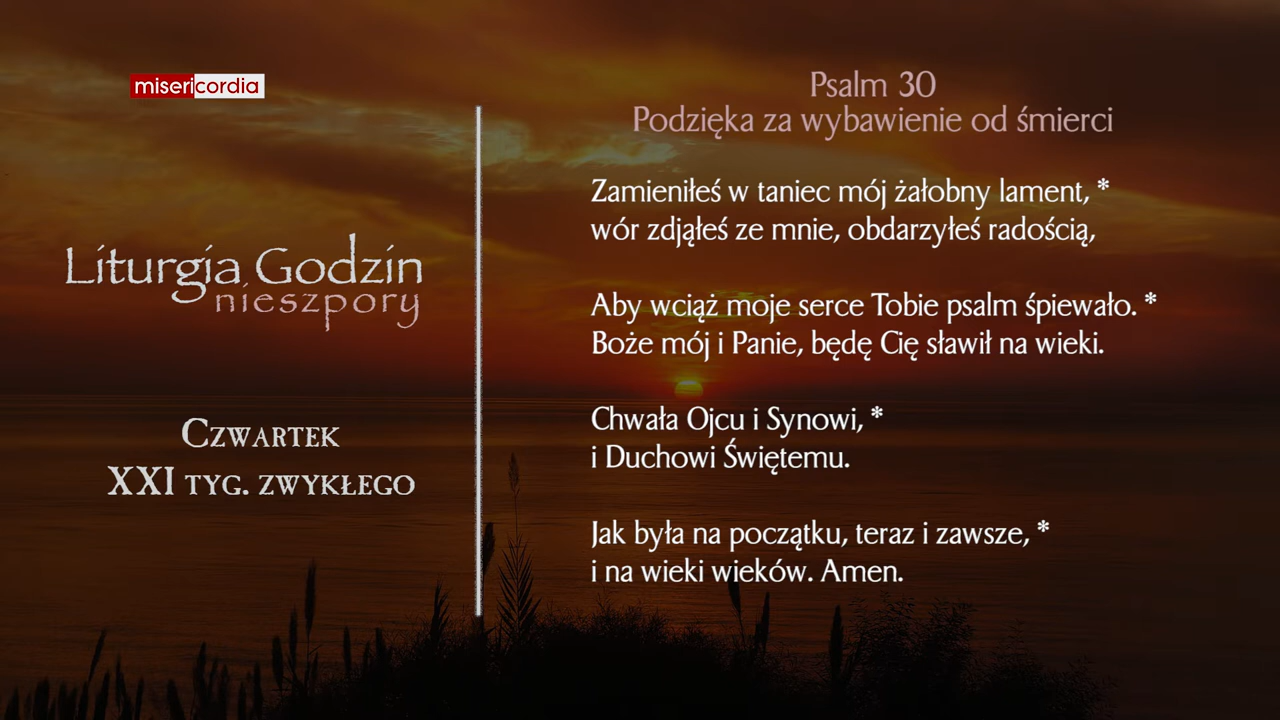 misericordia
Liturgia Godzin
nieszpory
Czwartek
XXI tyg. zwykłego
Psalm 30
Podzięka za wybawienie od śmierci
Zamieniłeś w taniec mój żałobny lament, *
wór zdjąłeś ze mnie, obdarzyłeś radością,
Aby wciąż moje serce Tobie psalm śpiewało. *
Boże mój i Panie, będę Cię sławił na wieki.
Chwała Ojcu i Synowi, *
i Duchowi Świętemu.
Jak była na początku, teraz i zawsze, *
i na wieki wieków. Amen.